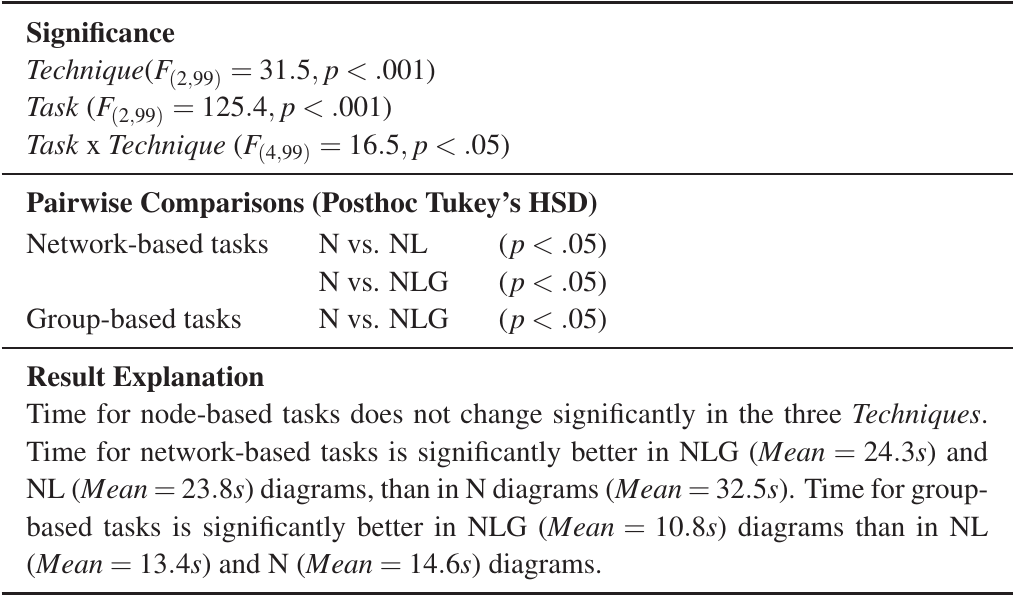 Significance
Technique(F(2,99) = 31.5, p < .001)
Task (F(2,99) = 125.4, p < .001)
Task x Technique (F(4,99) = 16.5, p < .05)
Pairwise Comparisons (Posthoc Tukey's HSD)
Network-based tasks N vs. NL (p < .05)
N vs. NLG (p < .05)
Group-based tasks N vs. NLG (p < .05)
Result Explanation
Time for node-based tasks does not change significantly in the three Techniques.
Time for network-based tasks is significantly better in NLG (Mean = 24.3s) and
NL (Mean = 23.8s) diagrams, than in N diagrams (Mean = 32.5s). Time for group-
based tasks is significantly better in NLG (Mean = 10.8s) diagrams than in NL
(Mean = 13.4s) and N (Mean = 14.6s) diagrams.